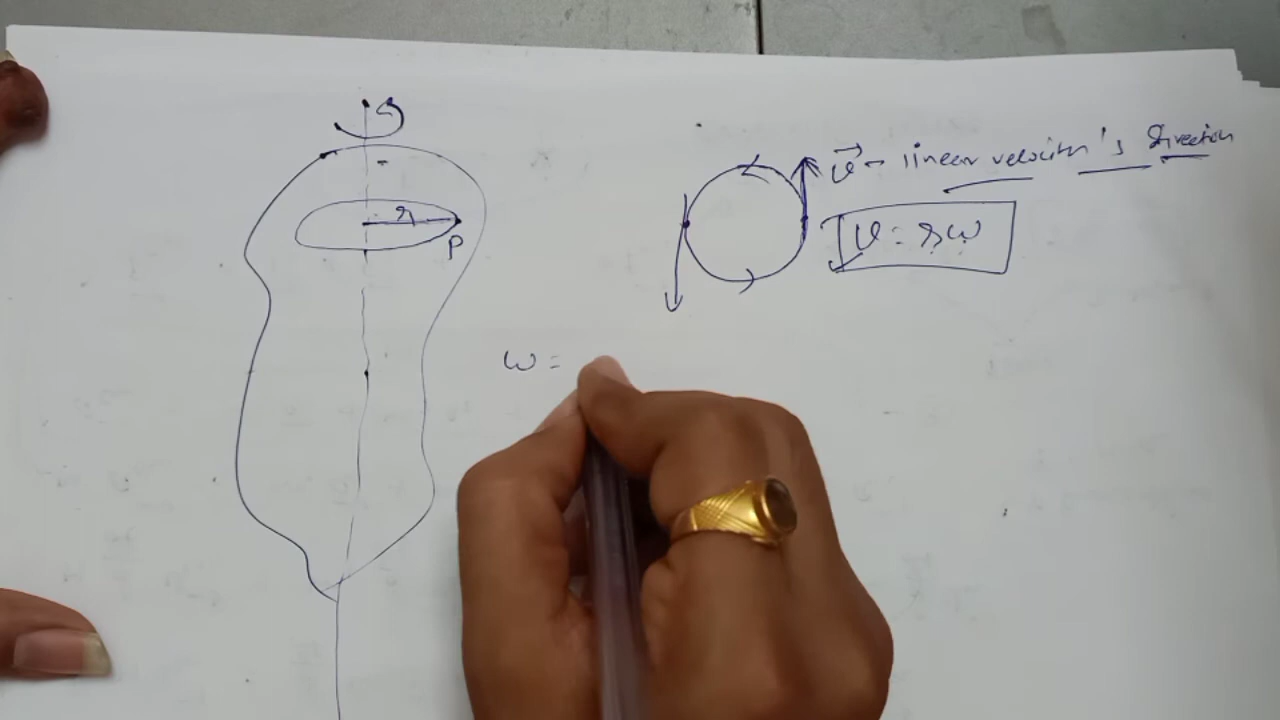 r
P
v⃗ - linear velocity's direction
v = rω
ω =